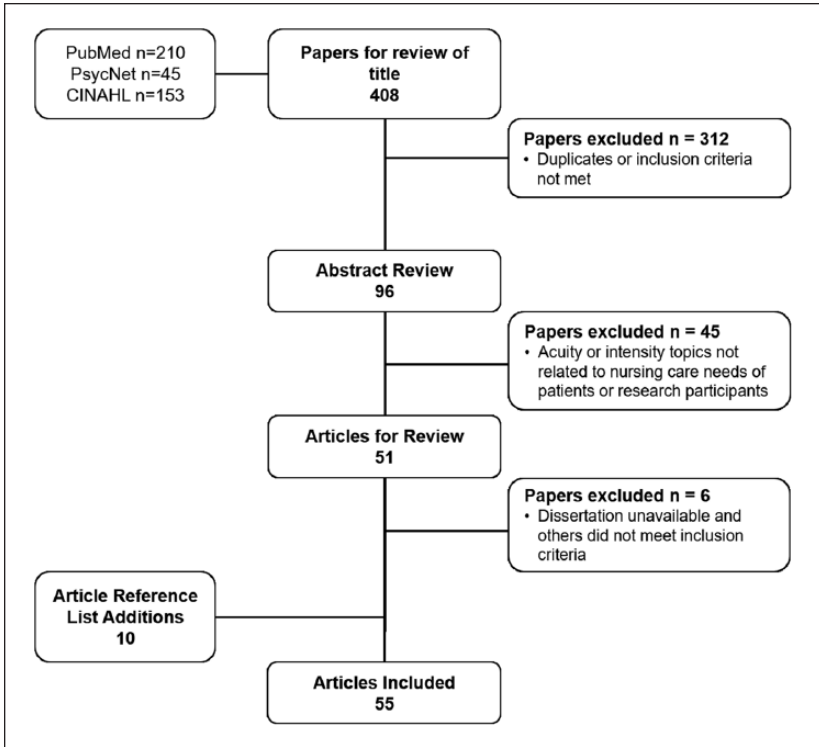 PubMed n=210
PsycNet n=45
CINAHL n=153
Papers for review of
title
408
Papers excluded n = 312
• Duplicates or inclusion criteria
not met
Abstract Review
96
Papers excluded n = 45
• Acuity or intensity topics not
related to nursing care needs of
patients or research participants
Articles for Review
51
Papers excluded n = 6
• Dissertation unavailable and
others did not meet inclusion
criteria
Article Reference
List Additions
10
Articles Included
55